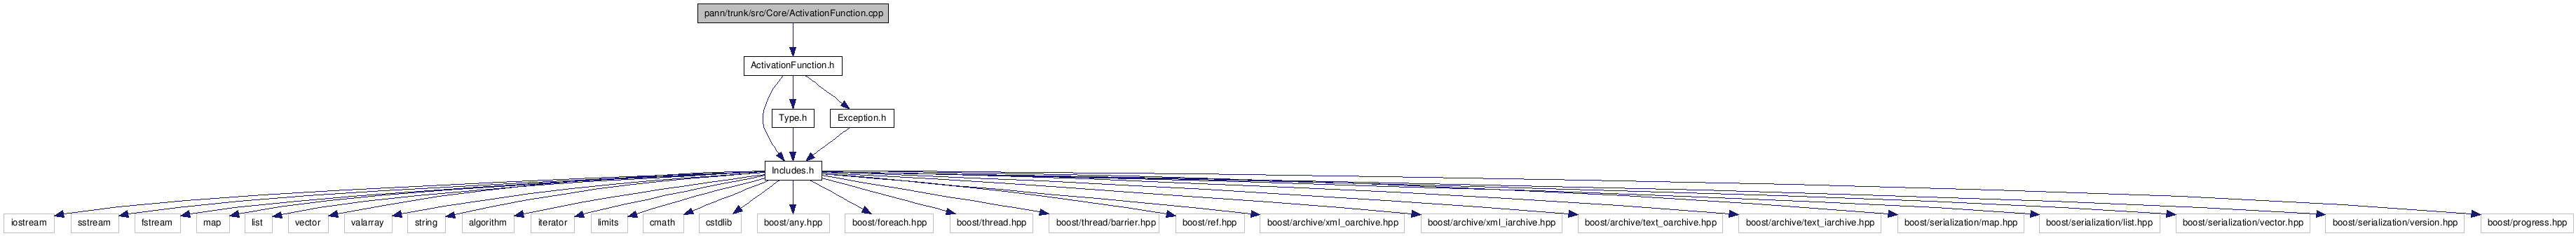 pann/trunk/src/Core/ActivationFunction.cpp
ActivationFunction.h
Type.h
Exception.h
Includes.h
iostream
sstream
fstream
map
list
vector
valarray
string
algorithm
iterator
limits
cmath
cstdlib
boost/any.hpp
boost/foreach.hpp
boost/thread.hpp
boost/thread/barrier.hpp
boost/ref.hpp
boost/archive/xml_oarchive.hpp
boost/archive/xml_iarchive.hpp
boost/archive/text_oarchive.hpp
boost/archive/text_iarchive.hpp
boost/serialization/map.hpp
boost/serialization/list.hpp
boost/serialization/vector.hpp
boost/serialization/version.hpp
boost/progress.hpp